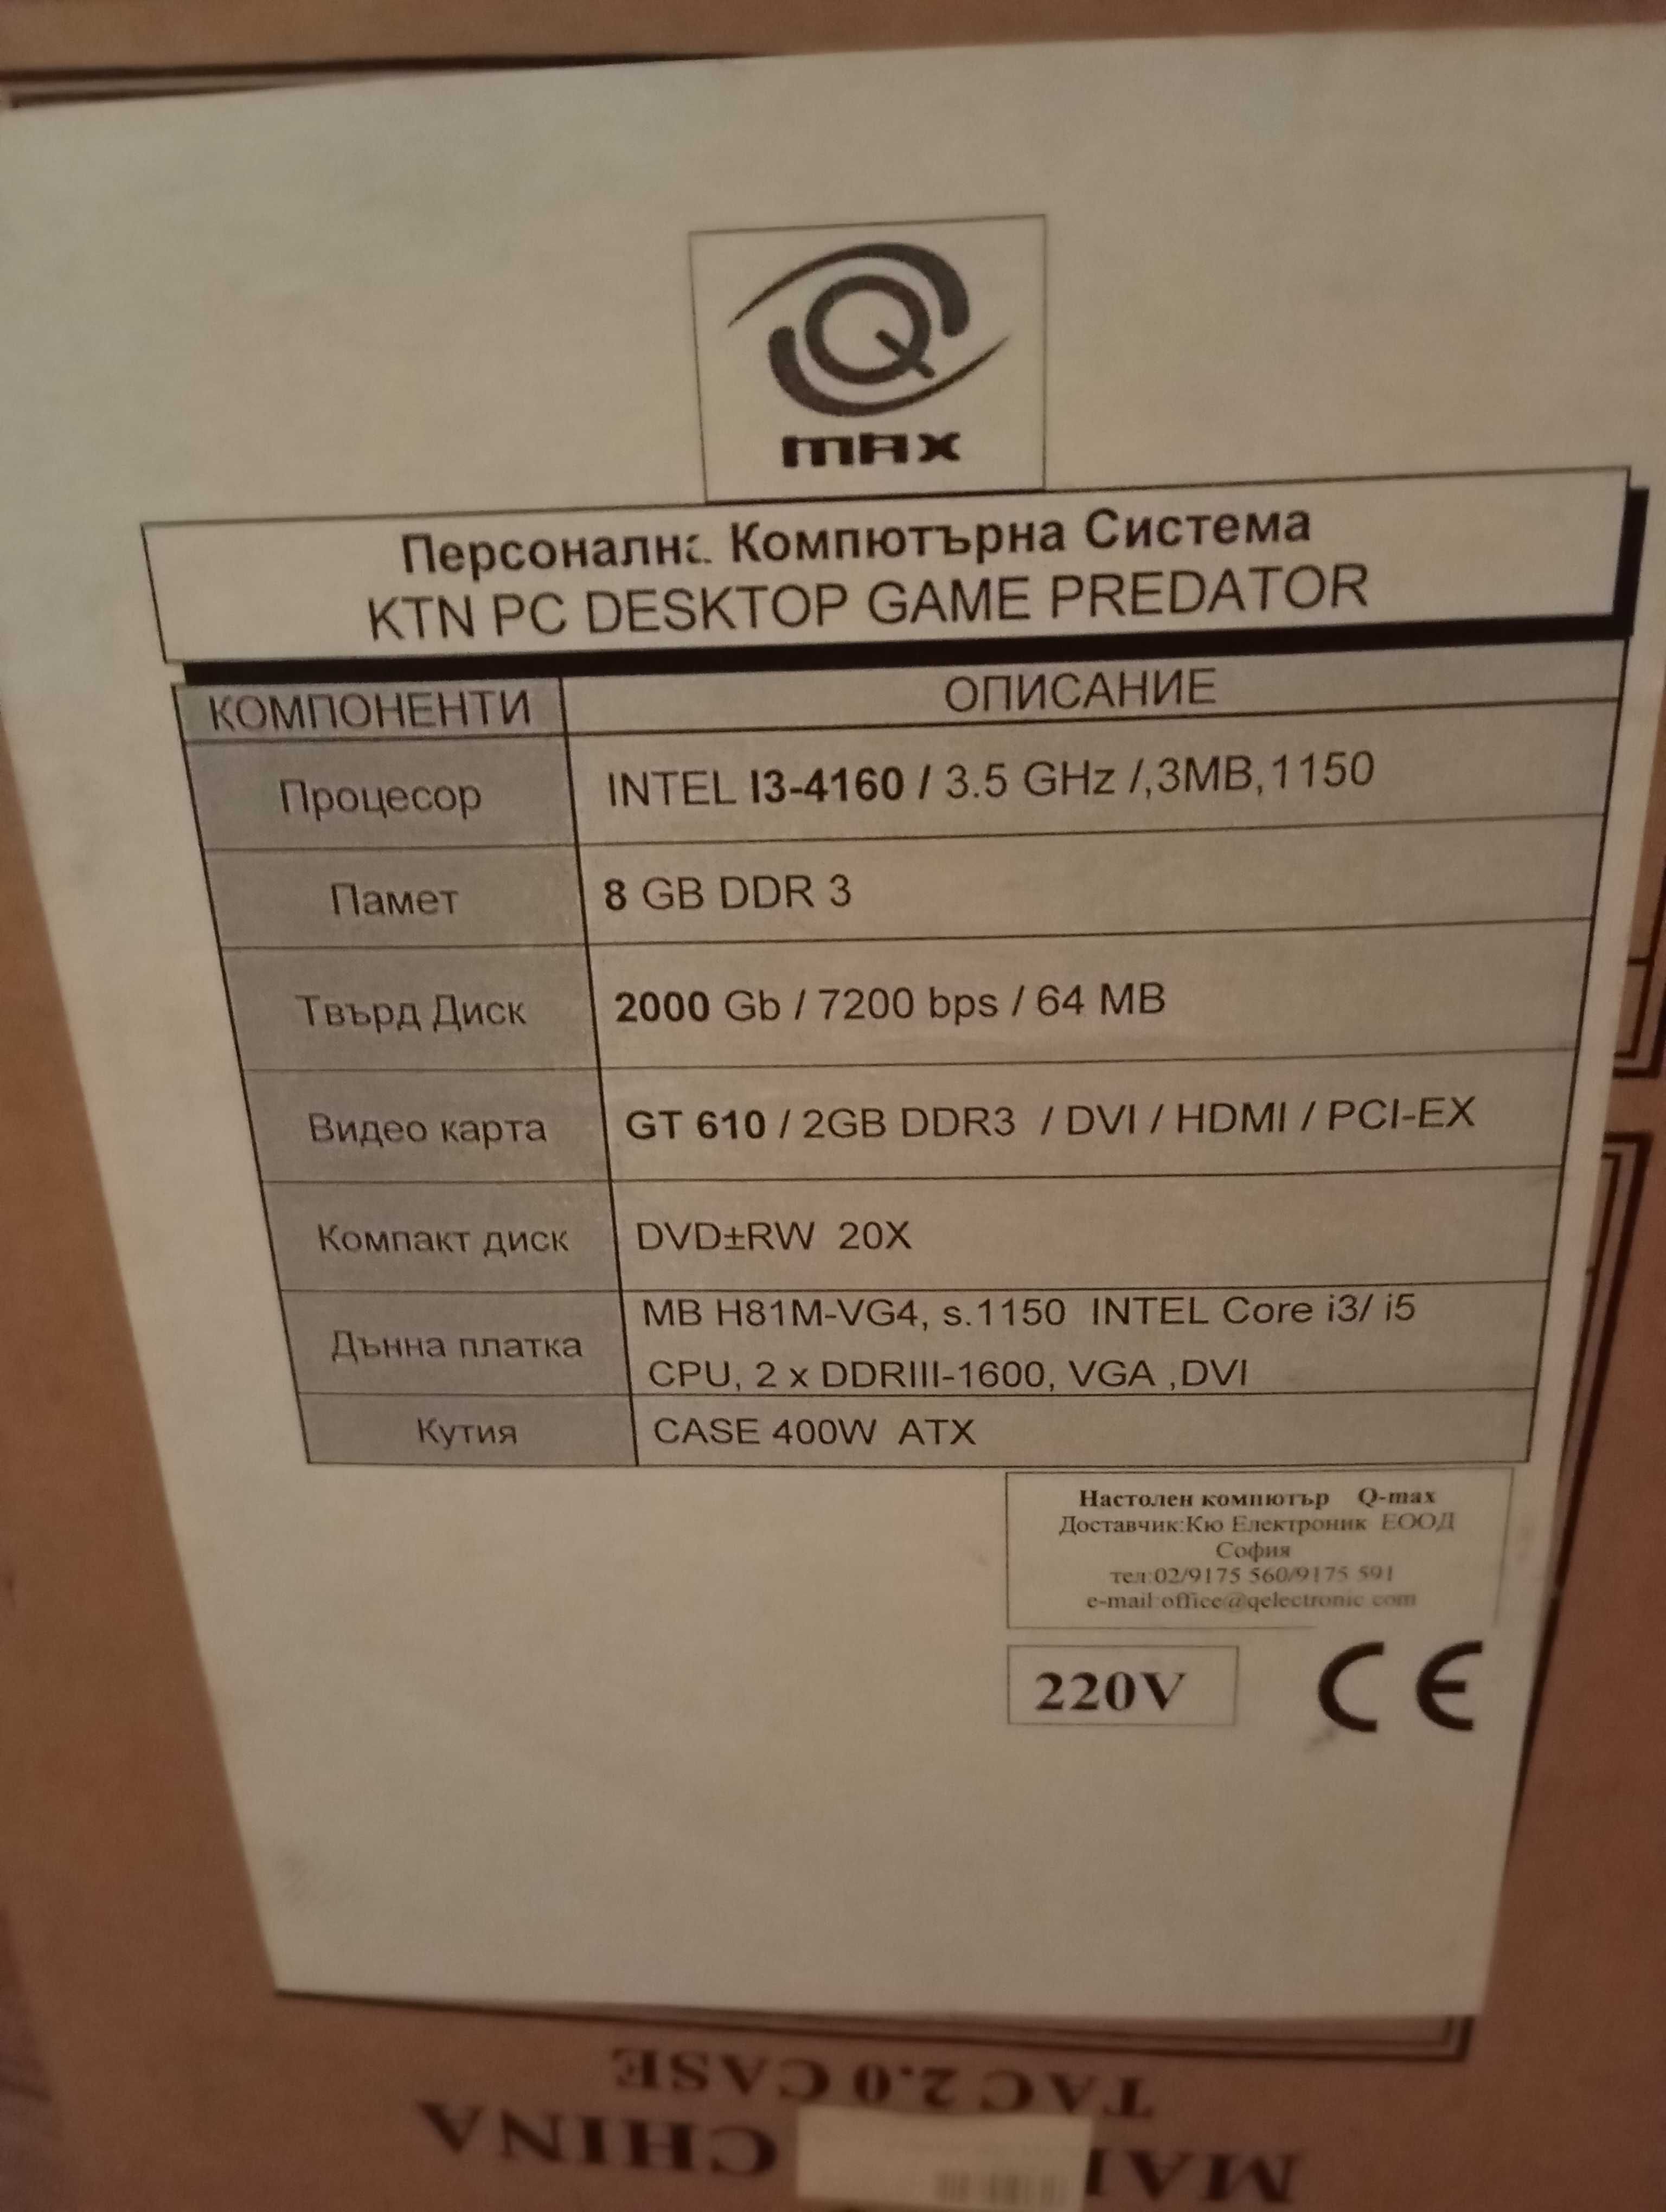 Q
max
Персонална Компютърна Система
KTN PC DESKTOP GAME PREDATOR
КОМПОНЕНТИ ОПИСАНИЕ
Процесор INTEL I3-4160 / 3.5 GHz /,3MB,1150
Памет 8 GB DDR 3
Твърд Диск 2000 Gb / 7200 bps / 64 MB
Видео карта GT 610 / 2GB DDR3 / DVI / HDMI / PCI-EX
Компакт диск DVD±RW 20X
Дънна платка MB H81M-VG4, s.1150 INTEL Core i3/ i5
CPU, 2 x DDRIII-1600, VGA ,DVI
Кутия CASE 400W ATX
Настолен компютър Q-max
Доставчик:Кю Електроник ЕООД
София
тел:02/9175 560/9175 591
e-mail:office@qelectronic.com
220V CE
TAC 2.0 CASE
CHINA